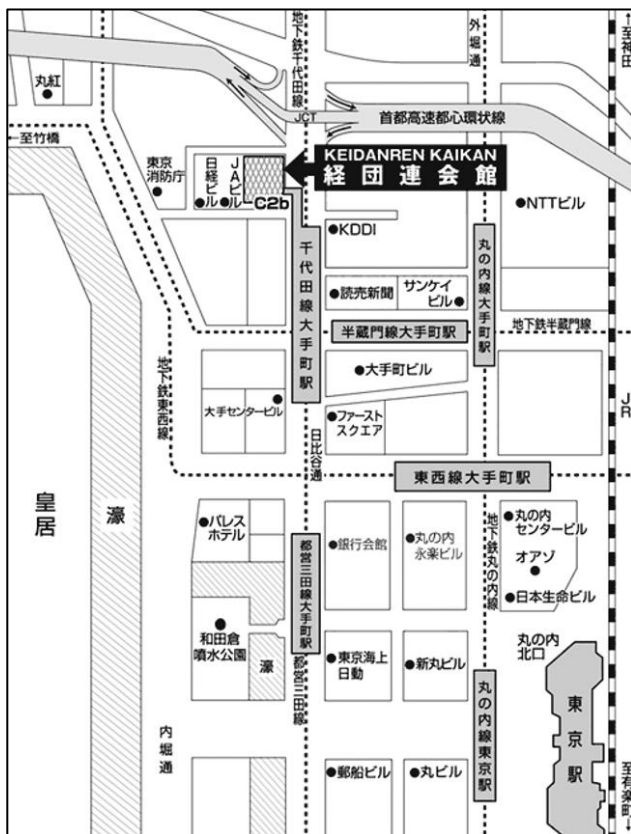 ←至神田
地下鉄千代田線
外堀通
丸紅
JCT
首都高速都心環状線
←至竹橋
東京
消防庁
日経ビル
JAビル
C2b
KEIDANREN KAIKAN
経団連会館
KDDI
NTTビル
千代田線大手町駅
丸の内線大手町駅
読売新聞
サンケイ
ビル
半蔵門線大手町駅
地下鉄半蔵門線
地下鉄東西線
大手町ビル
大手センタービル
ファースト
スクエア
JR
日比谷通
東西線大手町駅
皇居
濠
パレス
ホテル
都営三田線大手町駅
銀行会館
丸の内
永楽ビル
地下鉄丸の内線
丸の内
センタービル
オアゾ
日本生命ビル
和田倉
噴水公園
濠
都営三田線
東京海上
日動
新丸ビル
丸の内
北口
丸の内線東京駅
東京駅
内堀通
郵船ビル
丸ビル
至有楽町→